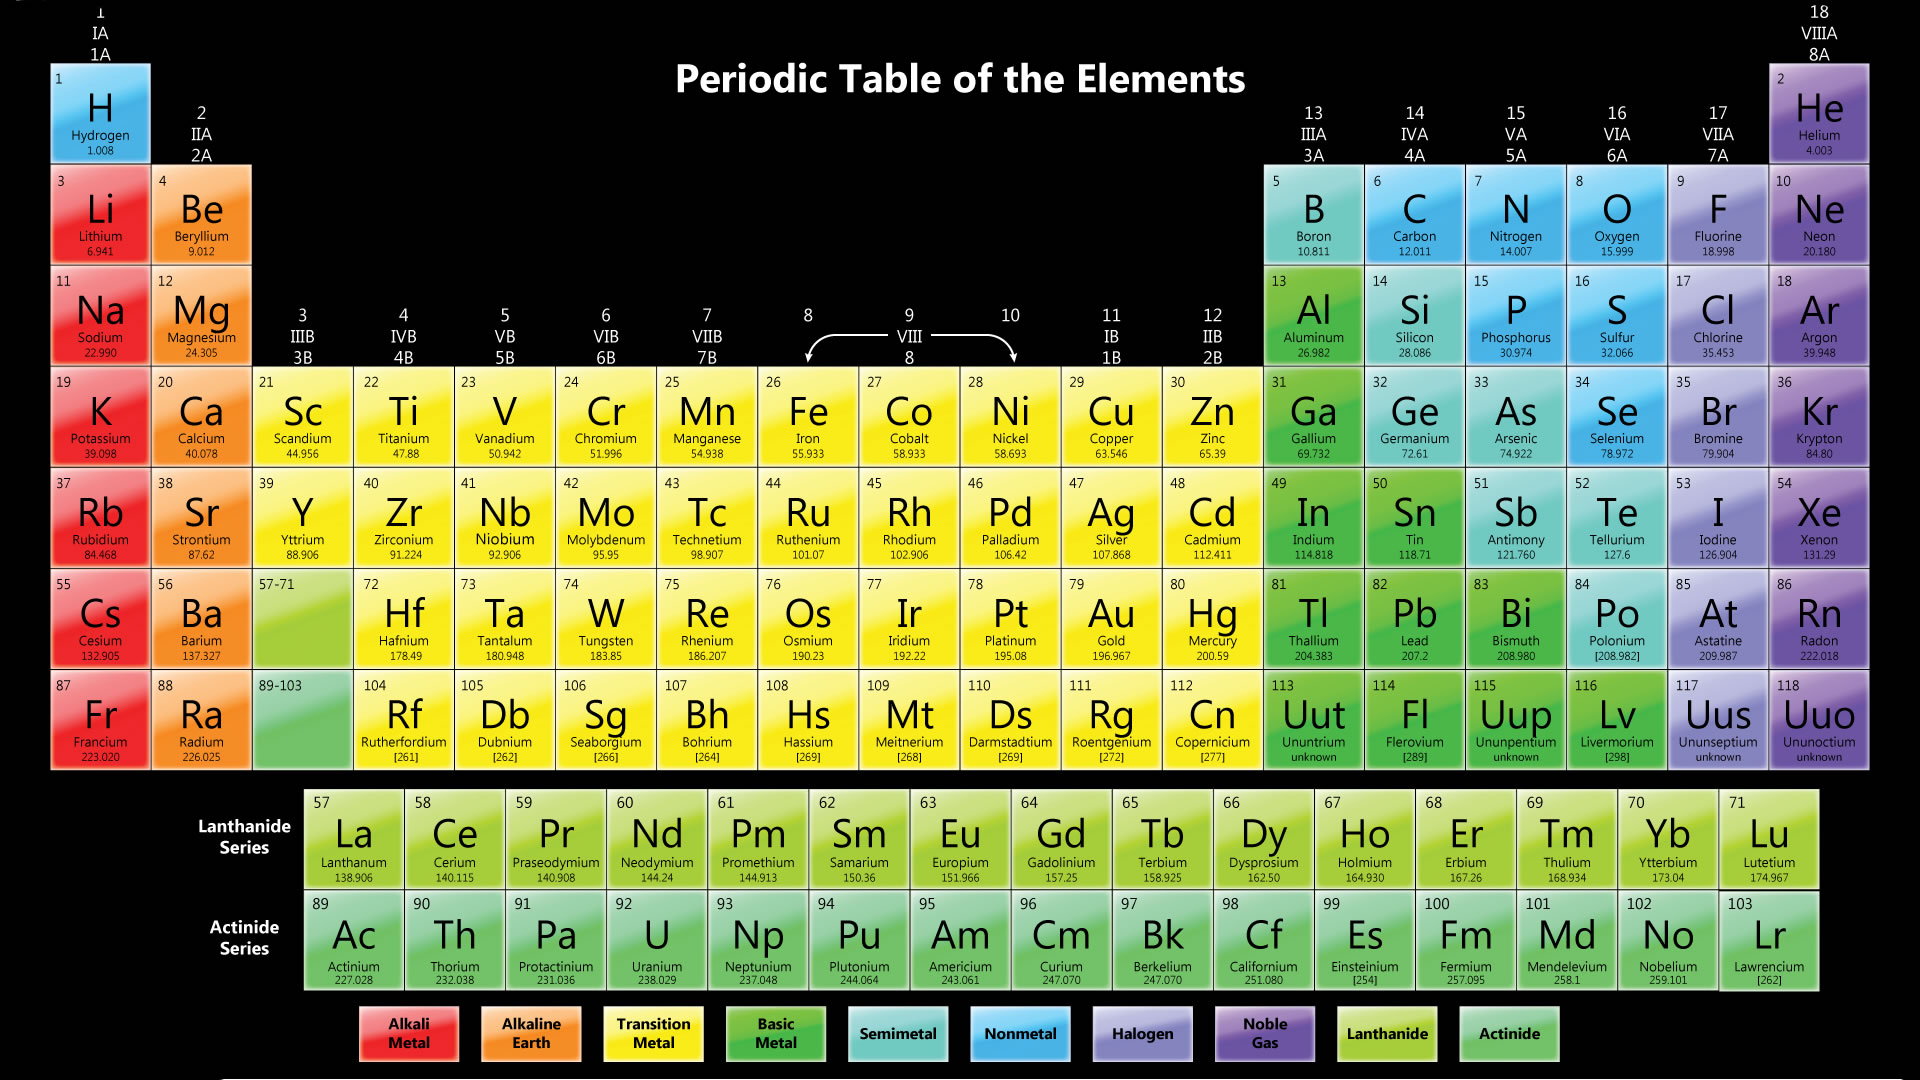 1
IA
1A
18
VIIIA
8A
Periodic Table of the Elements
1
H
Hydrogen
1.008
2
He
Helium
4.003
2
IIA
2A
13
IIIA
3A
14
IVA
4A
15
VA
5A
16
VIA
6A
17
VIIA
7A
3
Li
Lithium
6.941
4
Be
Beryllium
9.012
5
B
Boron
10.811
6
C
Carbon
12.011
7
N
Nitrogen
14.007
8
O
Oxygen
15.999
9
F
Fluorine
18.998
10
Ne
Neon
20.180
11
Na
Sodium
22.990
12
Mg
Magnesium
24.305
13
Al
Aluminum
26.982
14
Si
Silicon
28.086
15
P
Phosphorus
30.974
16
S
Sulfur
32.066
17
Cl
Chlorine
35.453
18
Ar
Argon
39.948
3
IIIB
3B
4
IVB
4B
5
VB
5B
6
VIB
6B
7
VIIB
7B
8
9
VIII
8
10
11
IB
1B
12
IIB
2B
19
K
Potassium
39.098
20
Ca
Calcium
40.078
21
Sc
Scandium
44.956
22
Ti
Titanium
47.88
23
V
Vanadium
50.942
24
Cr
Chromium
51.996
25
Mn
Manganese
54.938
26
Fe
Iron
55.933
27
Co
Cobalt
58.933
28
Ni
Nickel
58.693
29
Cu
Copper
63.546
30
Zn
Zinc
65.39
31
Ga
Gallium
69.732
32
Ge
Germanium
72.61
33
As
Arsenic
74.922
34
Se
Selenium
78.972
35
Br
Bromine
79.904
36
Kr
Krypton
84.80
37
Rb
Rubidium
84.468
38
Sr
Strontium
87.62
39
Y
Yttrium
88.906
40
Zr
Zirconium
91.224
41
Nb
Niobium
92.906
42
Mo
Molybdenum
95.95
43
Tc
Technetium
98.907
44
Ru
Ruthenium
101.07
45
Rh
Rhodium
102.906
46
Pd
Palladium
106.42
47
Ag
Silver
107.868
48
Cd
Cadmium
112.411
49
In
Indium
114.818
50
Sn
Tin
118.71
51
Sb
Antimony
121.760
52
Te
Tellurium
127.6
53
I
Iodine
126.904
54
Xe
Xenon
131.29
55
Cs
Cesium
132.905
56
Ba
Barium
137.327
57-71
72
Hf
Hafnium
178.49
73
Ta
Tantalum
180.948
74
W
Tungsten
183.85
75
Re
Rhenium
186.207
76
Os
Osmium
190.23
77
Ir
Iridium
192.22
78
Pt
Platinum
195.08
79
Au
Gold
196.967
80
Hg
Mercury
200.59
81
Tl
Thallium
204.383
82
Pb
Lead
207.2
83
Bi
Bismuth
208.980
84
Po
Polonium
[208.982]
85
At
Astatine
209.987
86
Rn
Radon
222.018
87
Fr
Francium
223.020
88
Ra
Radium
226.025
89-103
104
Rf
Rutherfordium
[261]
105
Db
Dubnium
[262]
106
Sg
Seaborgium
[266]
107
Bh
Bohrium
[264]
108
Hs
Hassium
[269]
109
Mt
Meitnerium
[268]
110
Ds
Darmstadtium
[269]
111
Rg
Roentgenium
[272]
112
Cn
Copernicium
[277]
113
Uut
Ununtrium
unknown
114
Fl
Flerovium
[289]
115
Uup
Ununpentium
unknown
116
Lv
Livermorium
[298]
117
Uus
Ununseptium
unknown
118
Uuo
Ununoctium
unknown
Lanthanide
Series
57
La
Lanthanum
138.906
58
Ce
Cerium
140.115
59
Pr
Praseodymium
140.908
60
Nd
Neodymium
144.24
61
Pm
Promethium
144.913
62
Sm
Samarium
150.36
63
Eu
Europium
151.966
64
Gd
Gadolinium
157.25
65
Tb
Terbium
158.925
66
Dy
Dysprosium
162.50
67
Ho
Holmium
164.930
68
Er
Erbium
167.26
69
Tm
Thulium
168.934
70
Yb
Ytterbium
173.04
71
Lu
Lutetium
174.967
Actinide
Series
89
Ac
Actinium
227.028
90
Th
Thorium
232.038
91
Pa
Protactinium
231.036
92
U
Uranium
238.029
93
Np
Neptunium
237.048
94
Pu
Plutonium
244.064
95
Am
Americium
243.061
96
Cm
Curium
247.070
97
Bk
Berkelium
247.070
98
Cf
Californium
251.080
99
Es
Einsteinium
[254]
100
Fm
Fermium
257.095
101
Md
Mendelevium
258.1
102
No
Nobelium
259.101
103
Lr
Lawrencium
[262]
Alkali
Metal
Alkaline
Earth
Transition
Metal
Basic
Metal
Semimetal
Nonmetal
Halogen
Noble
Gas
Lanthanide
Actinide